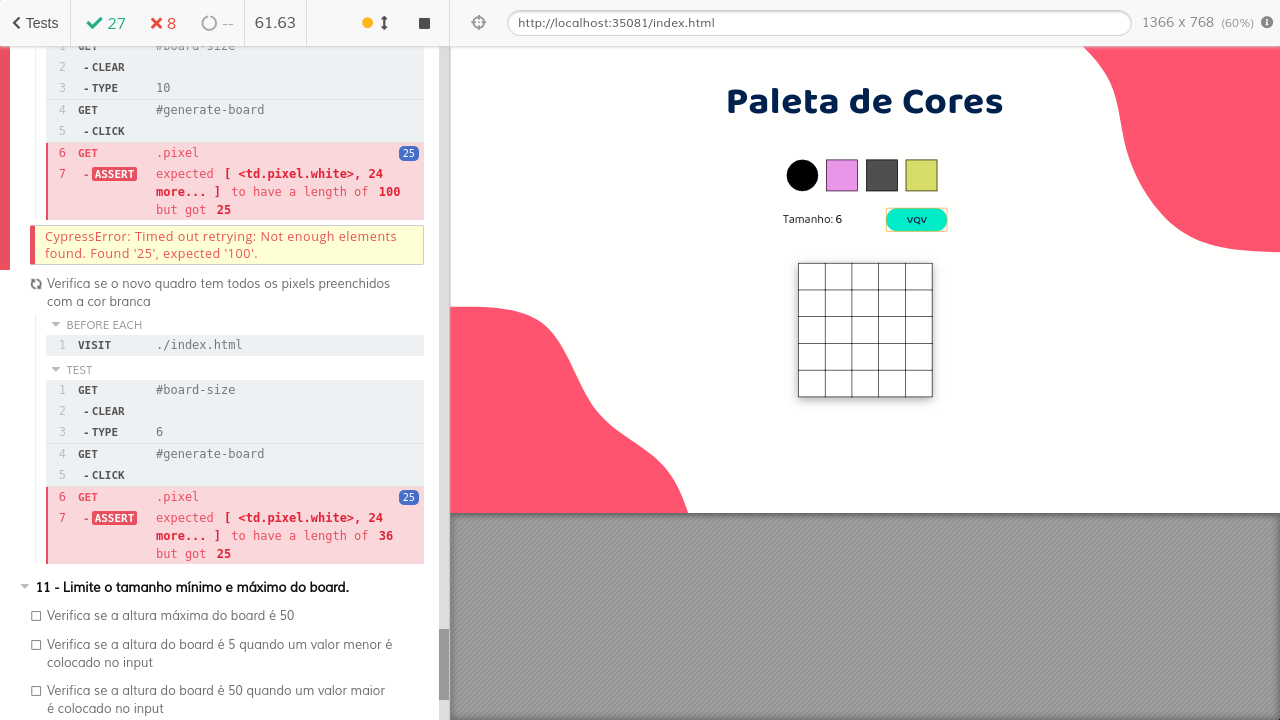 Tests 27 8 -- 61.63
http://localhost:35081/index.html 1366 x 768 (60%)
1 GET #board-size
2 -CLEAR
3 -TYPE 10
4 GET #generate-board
5 -CLICK
6 GET .pixel 25
7 -ASSERT expected [ <td.pixel.white>, 24
more... ] to have a length of 100
but got 25
CypressError: Timed out retrying: Not enough elements
found. Found '25', expected '100'.
Verifica se o novo quadro tem todos os pixels preenchidos
com a cor branca
BEFORE EACH
1 VISIT ./index.html
TEST
1 GET #board-size
2 -CLEAR
3 -TYPE 6
4 GET #generate-board
5 -CLICK
6 GET .pixel 25
7 -ASSERT expected [ <td.pixel.white>, 24
more... ] to have a length of 36
but got 25
11 - Limite o tamanho mínimo e máximo do board.
Verifica se a altura máxima do board é 50
Verifica se a altura do board é 5 quando um valor menor é
colocado no input
Verifica se a altura do board é 50 quando um valor maior
é colocado no input
Paleta de Cores
Tamanho: 6 VQV